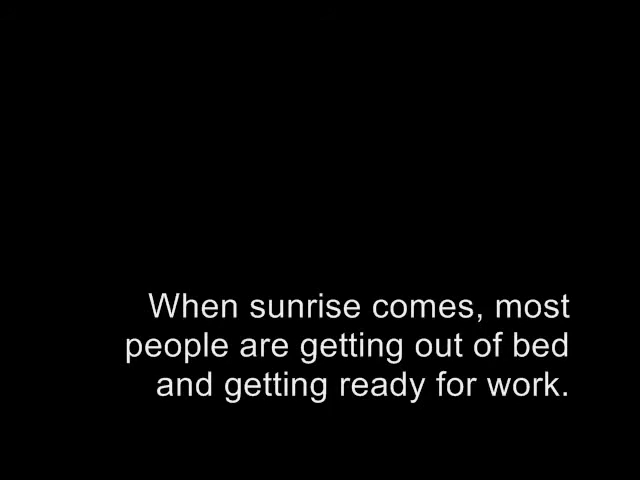 When sunrise comes, most
people are getting out of bed
and getting ready for work.